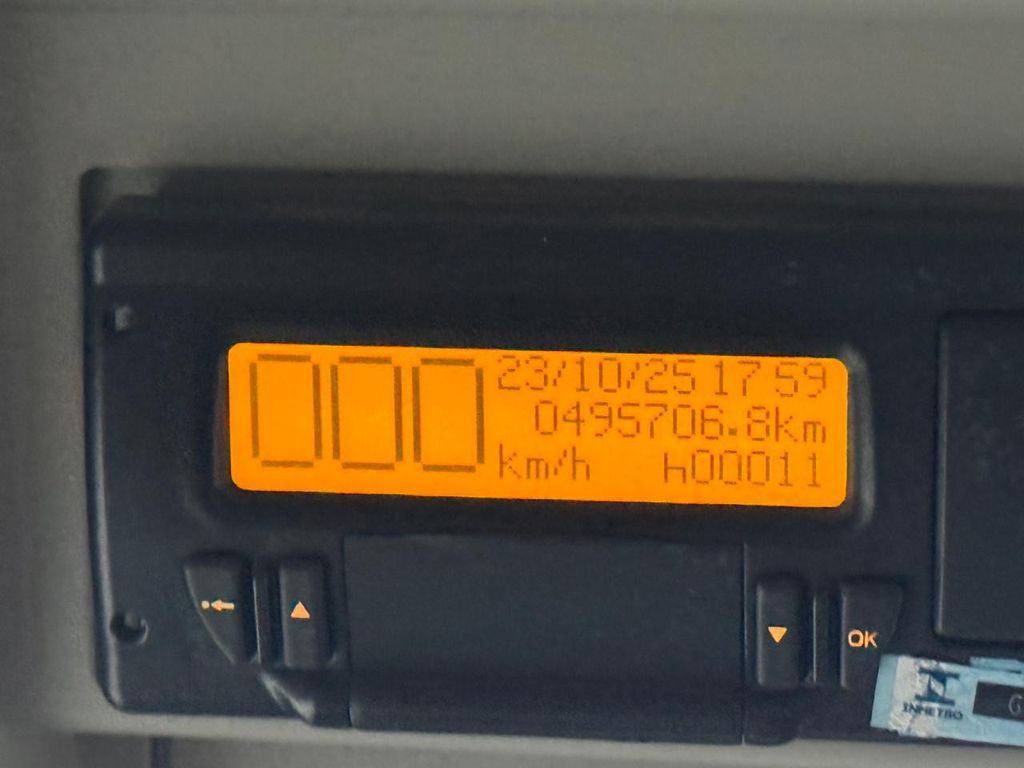 000
23/10/25 17 59
0495706.8km
km/h h00011
OK
INMETRO